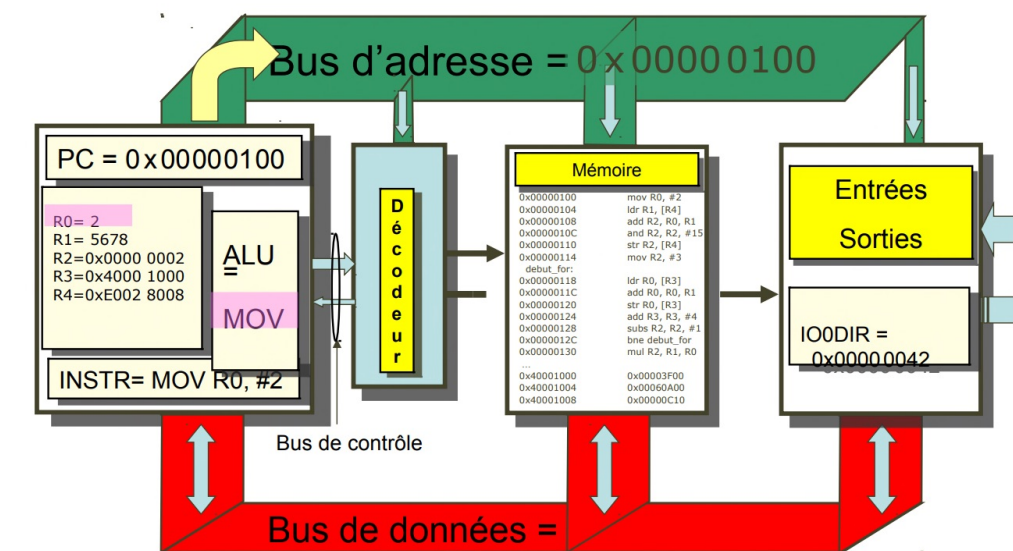 Bus d'adresse = 0x00000100
PC = 0x00000100
R0= 2
R1= 5678
R2=0x0000 0002
R3=0x4000 1000
R4=0xE002 8008
ALU
=
MOV
INSTR= MOV R0, #2
Bus de contrôle
Décodeur
Mémoire
0x00000100 mov R0, #2
0x00000104 ldr R1, [R4]
0x00000108 add R2, R0, R1
0x0000010C and R2, R2, #15
0x00000110 str R2, [R4]
0x00000114 mov R2, #3
debut_for:
0x00000118 ldr R0, [R3]
0x0000011C add R0, R0, R1
0x00000120 str R0, [R3]
0x00000124 add R3, R3, #4
0x00000128 subs R2, R2, #1
0x0000012C bne debut_for
0x00000130 mul R2, R1, R0
...
0x40001000 0x00003F00
0x40001004 0x00060A00
0x40001008 0x00000C10
Entrées
Sorties
IO0DIR =
0x00000042
Bus de données =